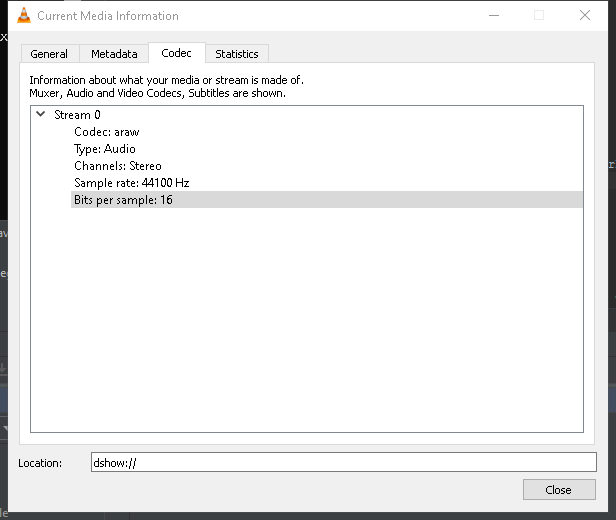 Current Media Information
General
Metadata
Codec
Statistics
Information about what your media or stream is made of.
Muxer, Audio and Video Codecs, Subtitles are shown.
Stream 0
Codec: araw
Type: Audio
Channels: Stereo
Sample rate: 44100 Hz
Bits per sample: 16
Location:
dshow://
Close